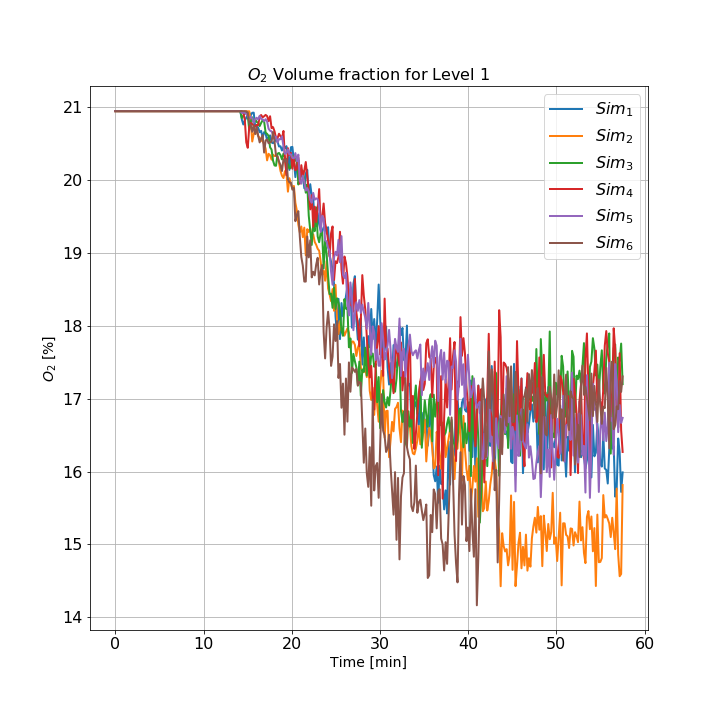 O₂ Volume fraction for Level 1
21
20
19
18
17
16
15
14
O₂ [%]
0 10 20 30 40 50 60
Time [min]
Sim₁
Sim₂
Sim₃
Sim₄
Sim₅
Sim₆